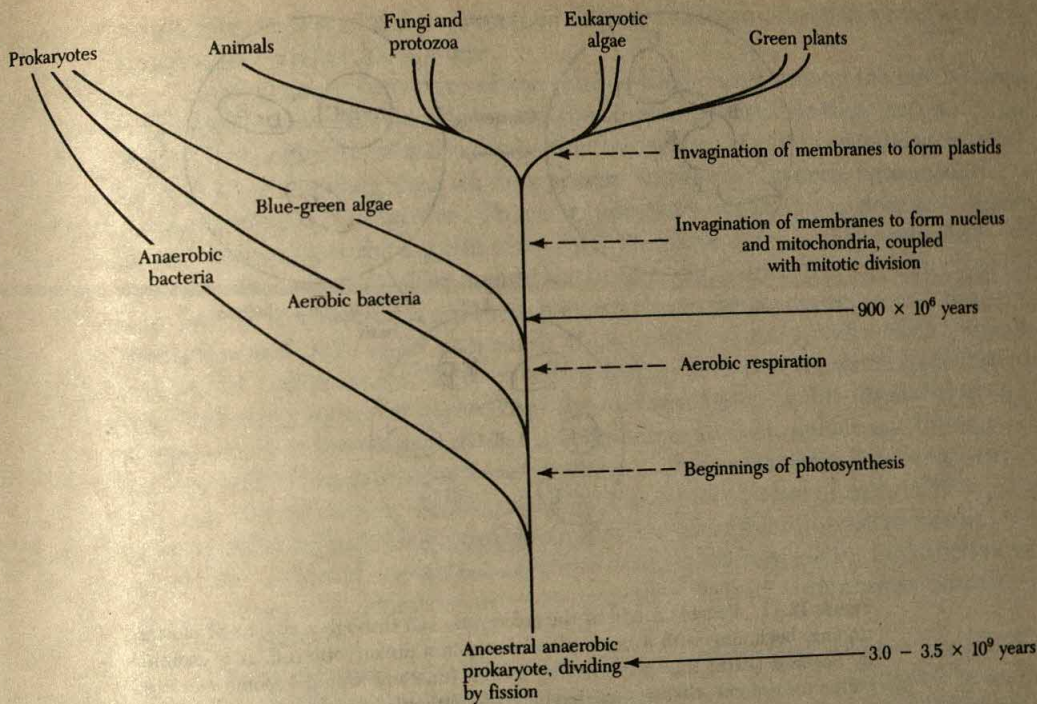 Prokaryotes
Animals
Fungi and
protozoa
Eukaryotic
algae
Green plants
Invagination of membranes to form plastids
Blue-green algae
Invagination of membranes to form nucleus
and mitochondria, coupled
with mitotic division
Anaerobic
bacteria
Aerobic bacteria
900 × 10⁶ years
Aerobic respiration
Beginnings of photosynthesis
Ancestral anaerobic
prokaryote, dividing
by fission
3.0 – 3.5 × 10⁹ years